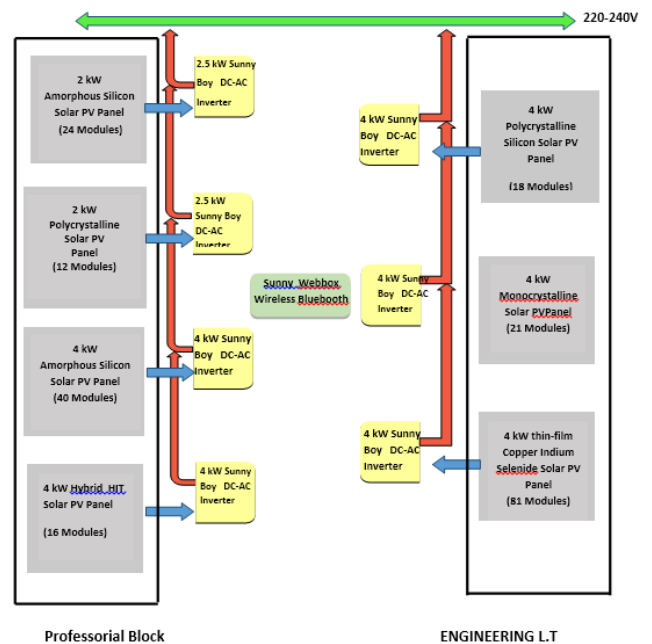 220-240V
2 kW
Amorphous Silicon
Solar PV Panel
(24 Modules)
2.5 kW Sunny
Boy DC-AC
Inverter
2 kW
Polycrystalline
Solar PV
Panel
(12 Modules)
2.5 kW
Sunny Boy
DC-AC
Inverter
4 kW
Amorphous Silicon
Solar PV Panel
(40 Modules)
4 kW Sunny
Boy DC-AC
Inverter
4 kW Hybrid HIT
Solar PV Panel
(16 Modules)
4 kW Sunny
Boy DC-AC
Inverter
Sunny Webbox
Wireless Bluebooth
4 kW Sunny
Boy DC-AC
Inverter
4 kW
Polycrystalline
Silicon Solar PV
Panel
(18 Modules)
4 kW Sunny
Boy DC-AC
Inverter
4 kW
Monocrystalline
Solar PVPanel
(21 Modules)
4 kW Sunny
Boy DC-AC
Inverter
4 kW thin-film
Copper Indium
Selenide Solar PV
Panel
(81 Modules)
Professorial Block
ENGINEERING L.T